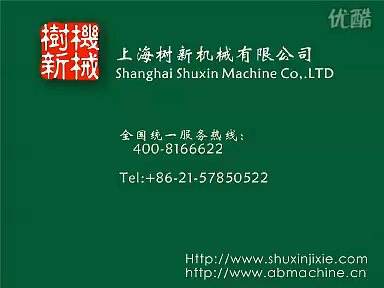 优酷
樹機
新械
上海树新机械有限公司
Shanghai Shuxin Machine Co,.LTD
全国统一服务热线:
400-8166622
Tel:+86-21-57850522
Http://www.shuxinjixie.com
Http://www.abmachine.cn